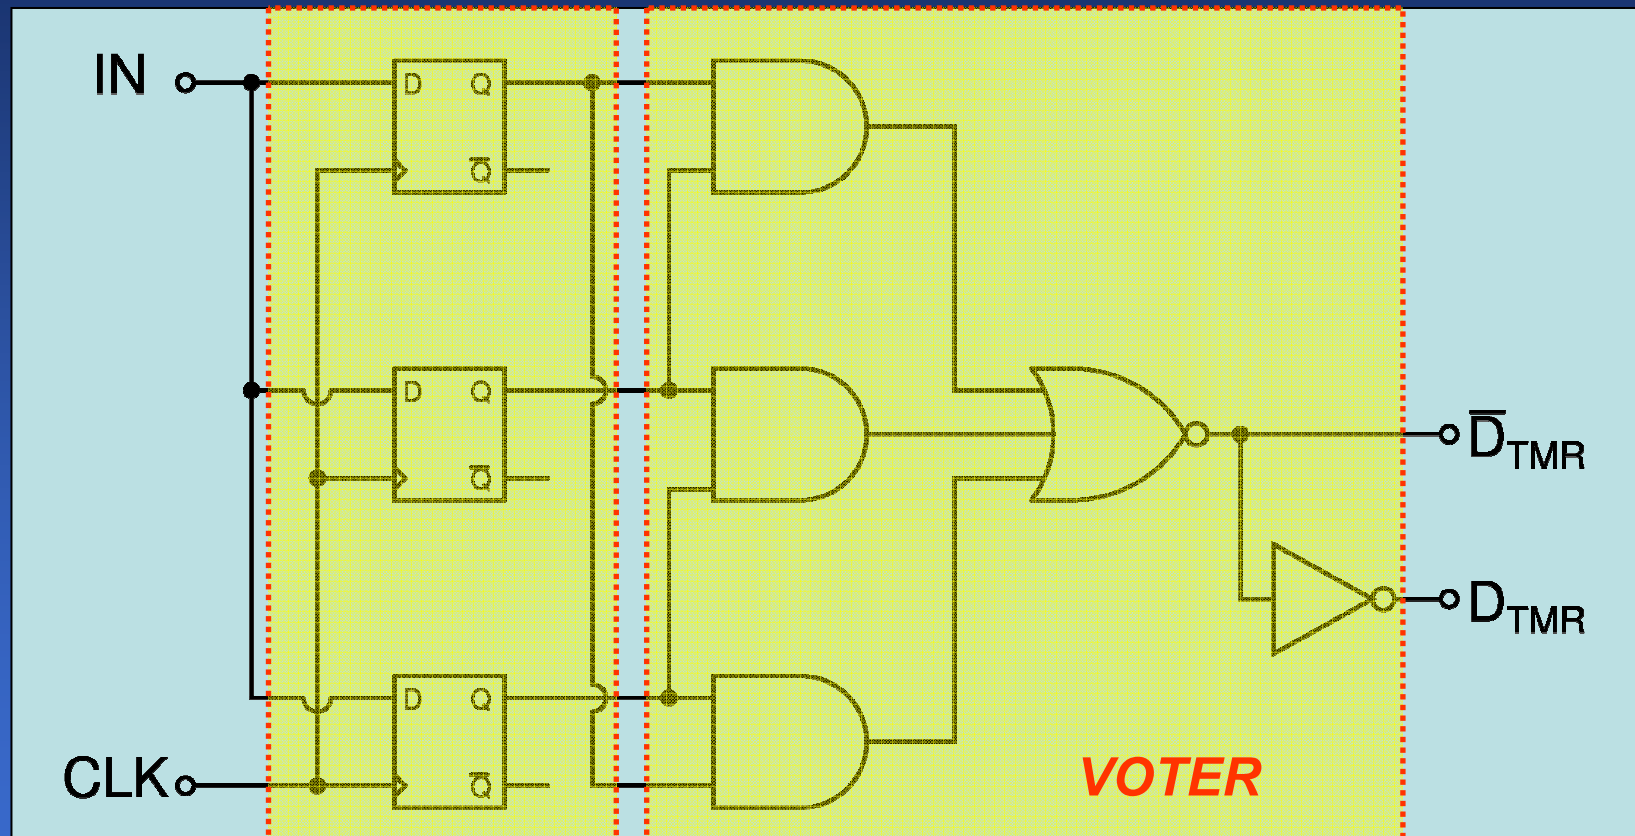 IN
D Q
Q̅
D Q
Q̅
D̅TMR
DTMR
D Q
CLK
Q̅
VOTER